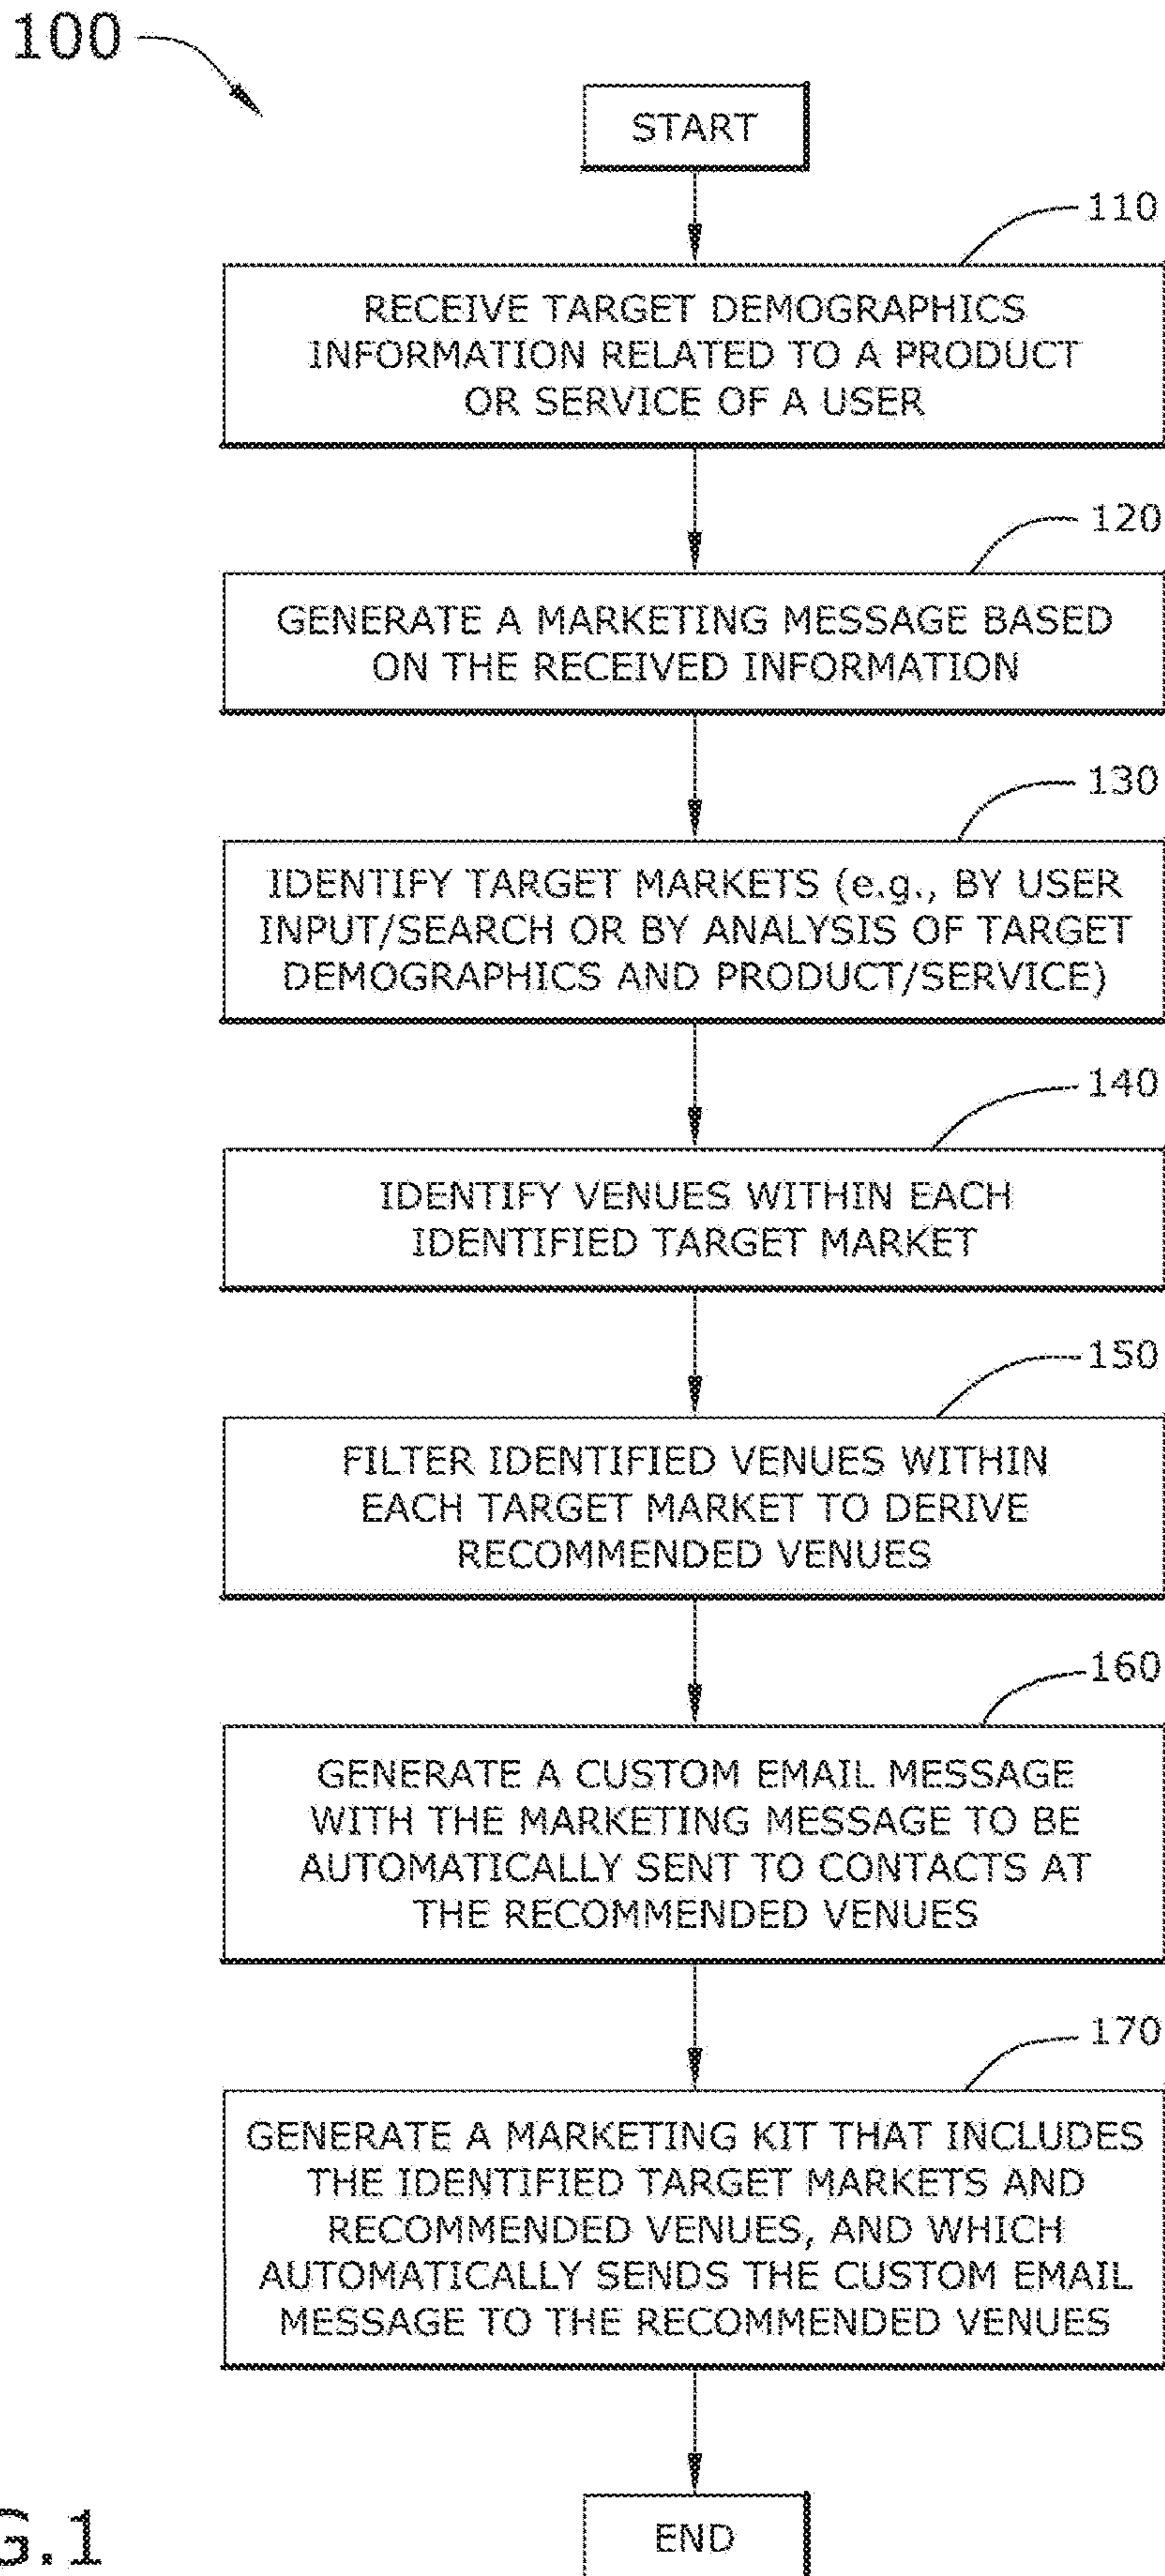 100
START
110
RECEIVE TARGET DEMOGRAPHICS
INFORMATION RELATED TO A PRODUCT
OR SERVICE OF A USER
120
GENERATE A MARKETING MESSAGE BASED
ON THE RECEIVED INFORMATION
130
IDENTIFY TARGET MARKETS (e.g., BY USER
INPUT/SEARCH OR BY ANALYSIS OF TARGET
DEMOGRAPHICS AND PRODUCT/SERVICE)
140
IDENTIFY VENUES WITHIN EACH
IDENTIFIED TARGET MARKET
150
FILTER IDENTIFIED VENUES WITHIN
EACH TARGET MARKET TO DERIVE
RECOMMENDED VENUES
160
GENERATE A CUSTOM EMAIL MESSAGE
WITH THE MARKETING MESSAGE TO BE
AUTOMATICALLY SENT TO CONTACTS AT
THE RECOMMENDED VENUES
170
GENERATE A MARKETING KIT THAT INCLUDES
THE IDENTIFIED TARGET MARKETS AND
RECOMMENDED VENUES, AND WHICH
AUTOMATICALLY SENDS THE CUSTOM EMAIL
MESSAGE TO THE RECOMMENDED VENUES
END
G.1